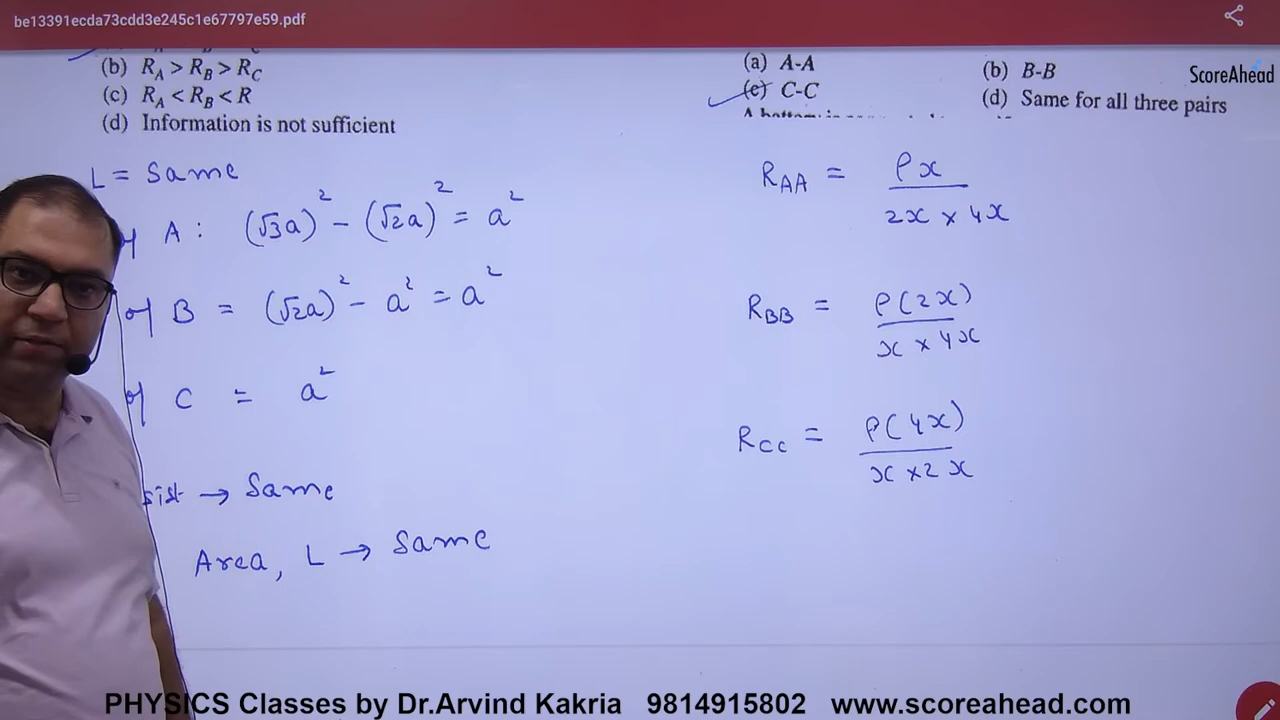 be13391ecda73cdd3e245c1e67797e59.pdf
(b) R_A > R_B > R_C
(c) R_A < R_B < R
(d) Information is not sufficient
(a) A-A
(b) B-B
(c) C-C
(d) Same for all three pairs
ScoreAhead
L = Same
of A : (√3a)² - (√2a)² = a²
of B = (√2a)² - a² = a²
of C = a²
sist → Same
Area, L → Same
R_AA = ρx / 2x × 4x
R_BB = ρ(2x) / x × 4x
R_CC = ρ(4x) / x × 2x
PHYSICS Classes by Dr.Arvind Kakria 9814915802 www.scoreahead.com